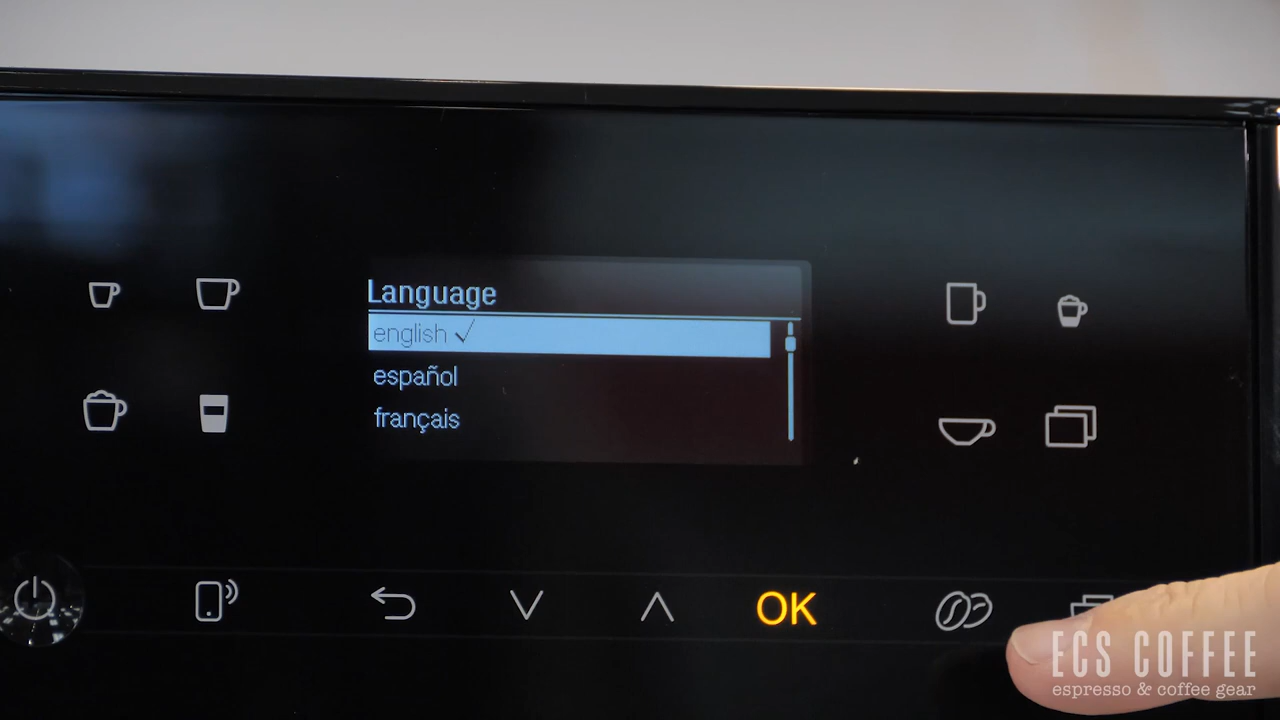 Language
english ✓
español
français
OK
ECS COFFEE
espresso & coffee gear